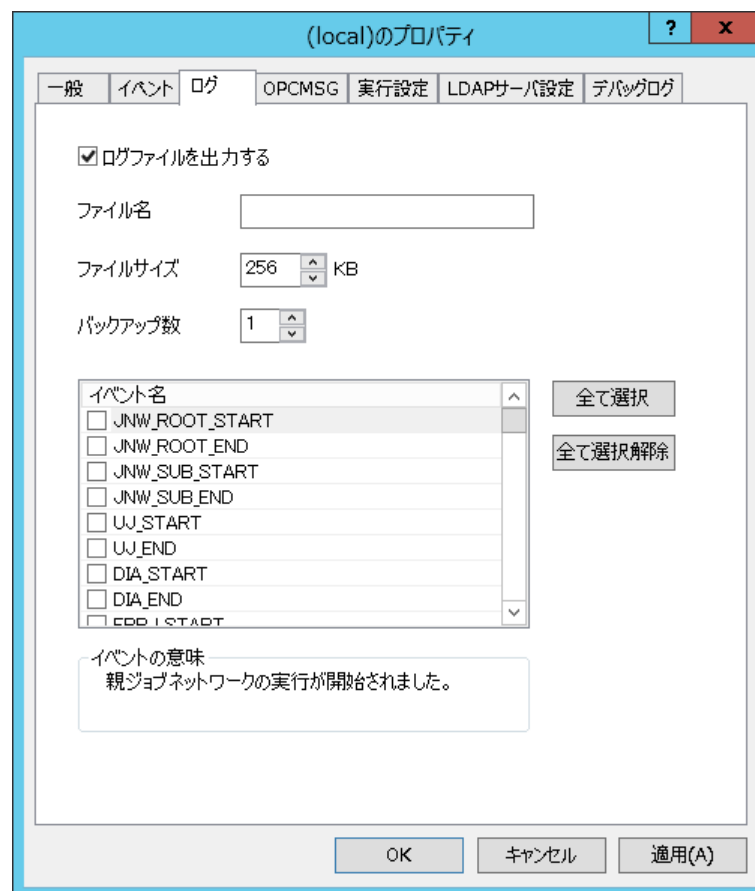 (local)のプロパティ
? x
一般 イベント ログ OPCMSG 実行設定 LDAPサーバ設定 デバッグログ
ログファイルを出力する
ファイル名
ファイルサイズ 256 KB
バックアップ数 1
イベント名
JNW_ROOT_START
JNW_ROOT_END
JNW_SUB_START
JNW_SUB_END
UJ_START
UJ_END
DIA_START
DIA_END
全て選択
全て選択解除
イベントの意味
親ジョブネットワークの実行が開始されました。
OK キャンセル 適用(A)